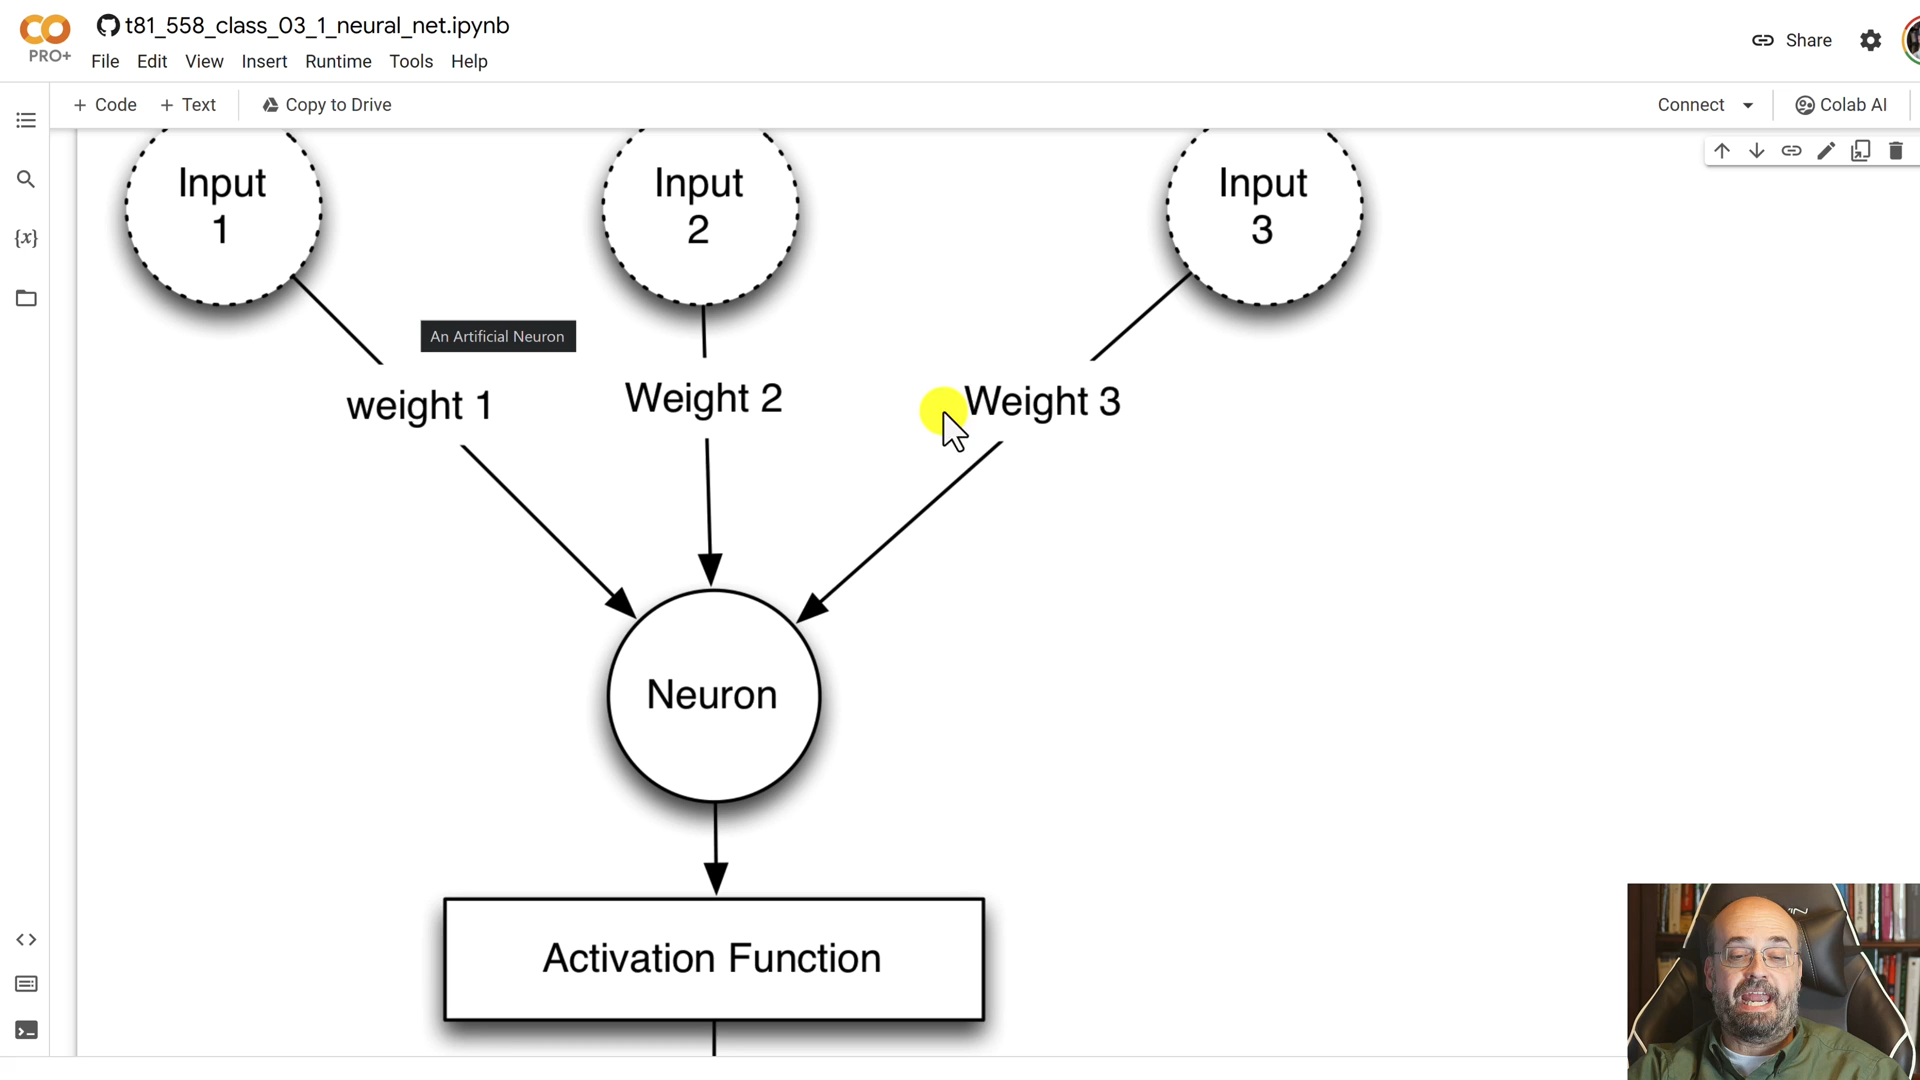 t81_558_class_03_1_neural_net.ipynb
PRO+
File Edit View Insert Runtime Tools Help
Share
+ Code + Text Copy to Drive
Connect Colab AI
{x}
Input
1
Input
2
Input
3
An Artificial Neuron
weight 1
Weight 2
Weight 3
Neuron
Activation Function